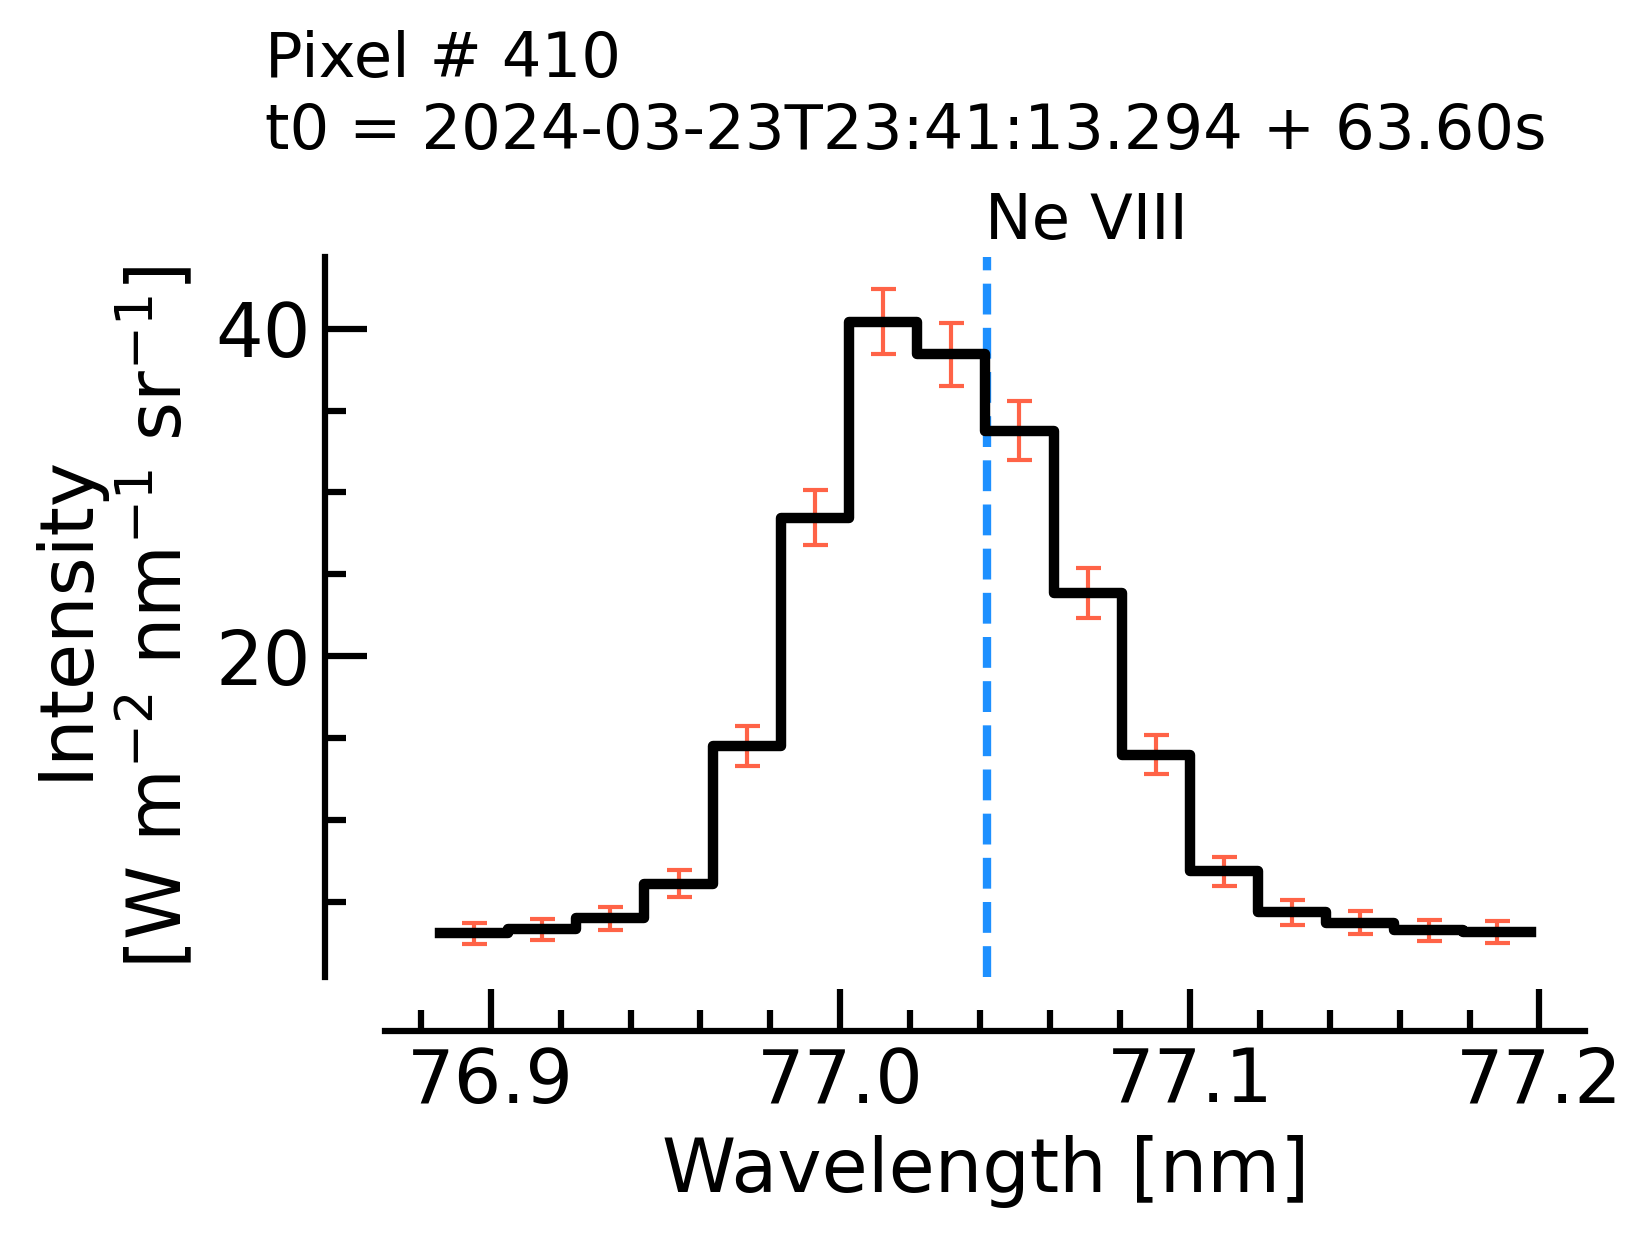 Pixel # 410
t0 = 2024-03-23T23:41:13.294 + 63.60s
Ne VIII
Intensity
[W m⁻² nm⁻¹ sr⁻¹]
40
20
76.9 77.0 77.1 77.2
Wavelength [nm]